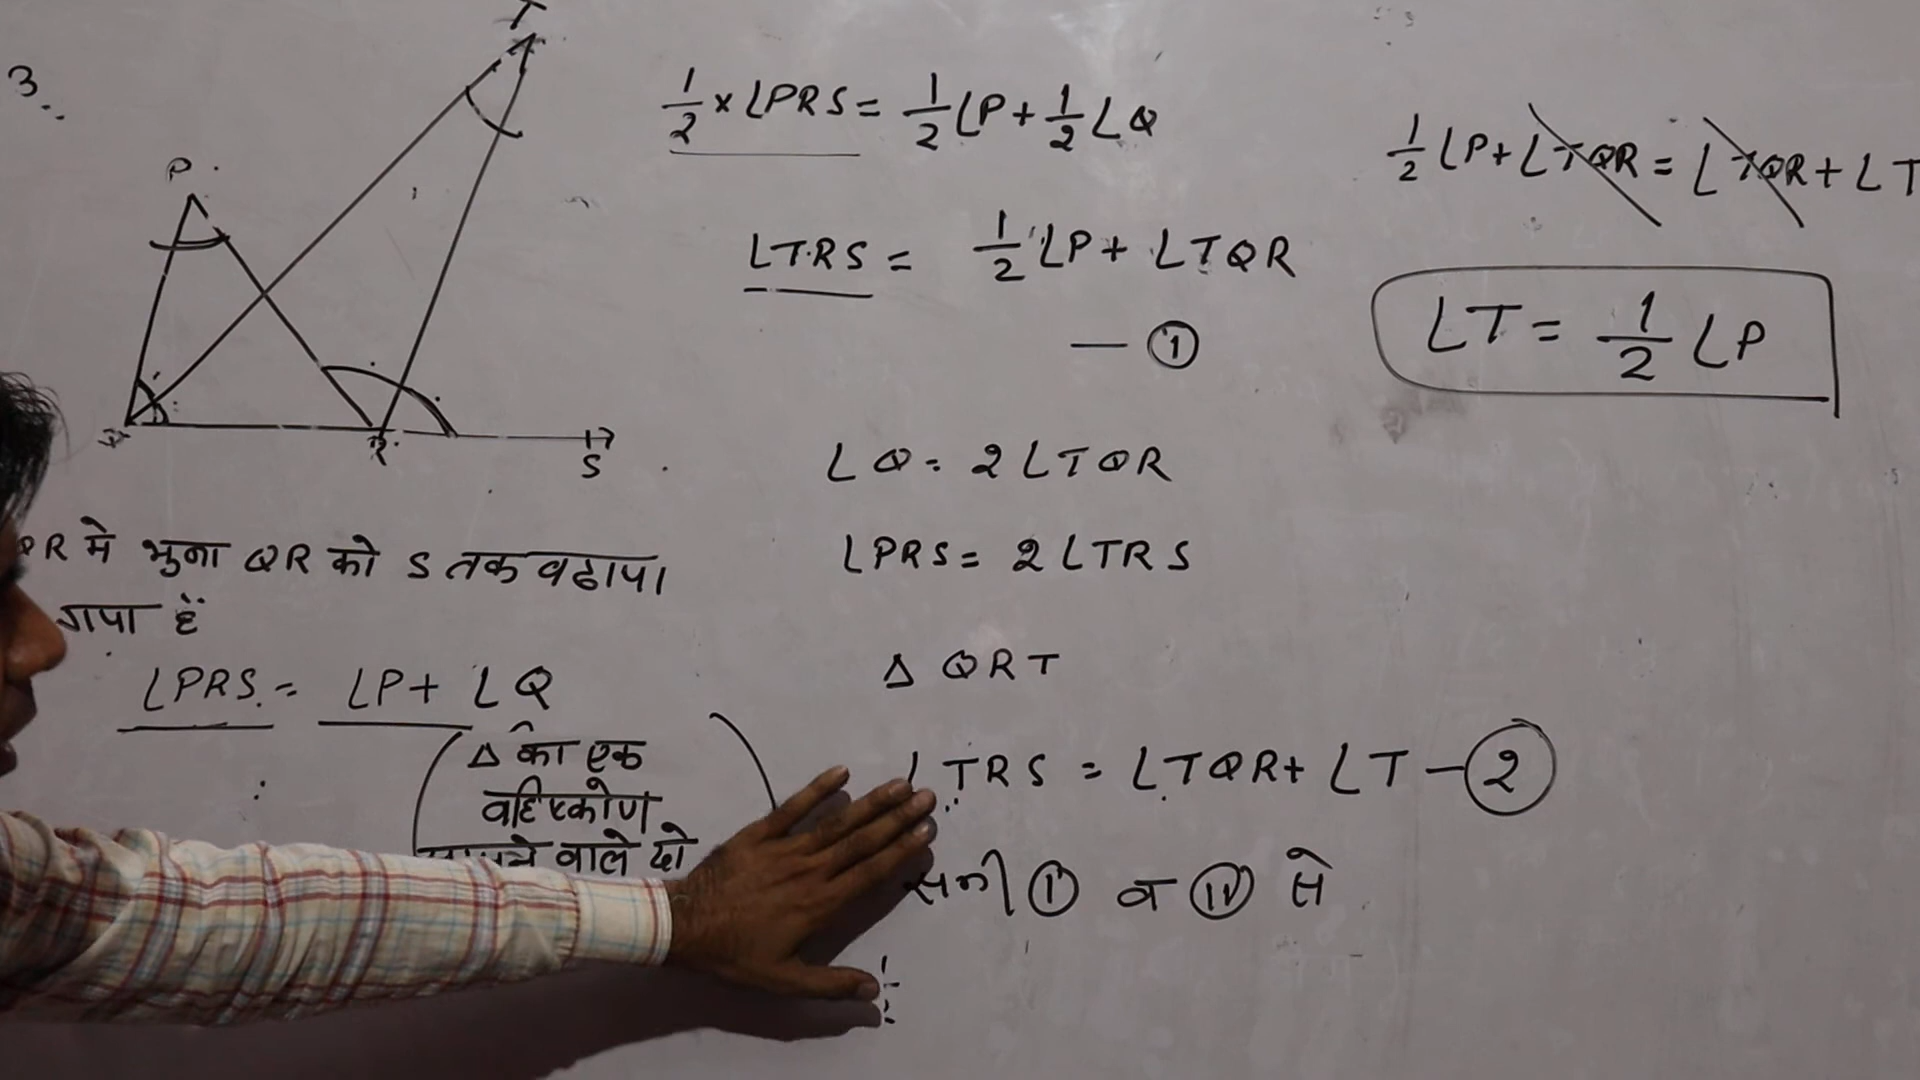 3.
T
P
R
S
QR मे भुजा QR को S तक बढाया
गया हैं
∠PRS = ∠P + ∠Q
( Δ का एक
बहिष्कोण
वाले दो
1/2 × ∠PRS = 1/2 ∠P + 1/2 ∠Q
∠TRS = 1/2 ∠P + ∠TQR
— ①
∠Q = 2∠TQR
∠PRS = 2∠TRS
Δ QRT
∠TRS = ∠TQR + ∠T — ②
समी ① व ② से
1/2 ∠P + ∠TQR = ∠TQR + ∠T
∠T = 1/2 ∠P